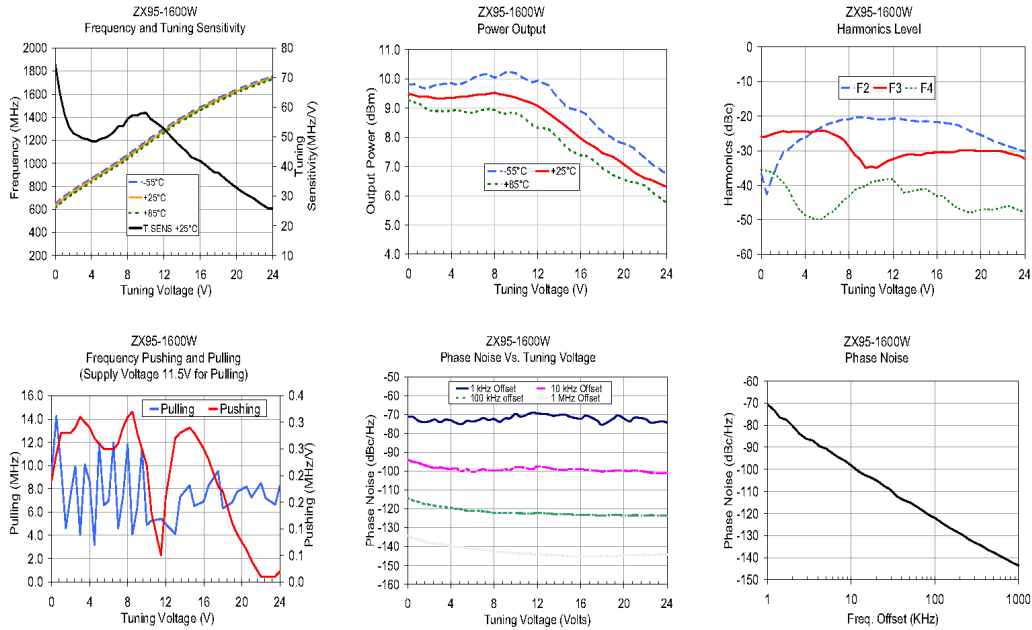 ZX95-1600W
Frequency and Tuning Sensitivity
2000
1800
1600
1400
1200
1000
800
600
400
200
80
70
60
50
40
30
20
10
0 4 8 12 16 20 24
Frequency (MHz)
Tuning
Sensitivity(MHz/V)
Tuning Voltage (V)
-55°C
+25°C
+85°C
T.SENS +25°C
ZX95-1600W
Power Output
11.0
10.0
9.0
8.0
7.0
6.0
5.0
4.0
0 4 8 12 16 20 24
Output Power (dBm)
Tuning Voltage (V)
-55°C +25°C
+85°C
ZX95-1600W
Harmonics Level
0
-10
-20
-30
-40
-50
-60
0 4 8 12 16 20 24
Harmonics (dBc)
Tuning Voltage (V)
F2 F3 F4
ZX95-1600W
Frequency Pushing and Pulling
(Supply Voltage 11.5V for Pulling)
16.0
14.0
12.0
10.0
8.0
6.0
4.0
2.0
0.0
0.4
0.3
0.3
0.2
0.2
0.1
0.1
0.0
0 4 8 12 16 20 24
Pulling (MHz)
Pushing (MHz/V)
Tuning Voltage (V)
Pulling Pushing
ZX95-1600W
Phase Noise Vs. Tuning Voltage
-50
-60
-70
-80
-90
-100
-110
-120
-130
-140
-150
-160
0 4 8 12 16 20 24
Phase Noise (dBc/Hz)
Tuning Voltage (Volts)
1 kHz Offset 10 kHz Offset
100 kHz offset 1 MHz Offset
ZX95-1600W
Phase Noise
-60
-70
-80
-90
-100
-110
-120
-130
-140
-150
1 10 100 1000
Phase Noise (dBc/Hz)
Freq. Offset (KHz)